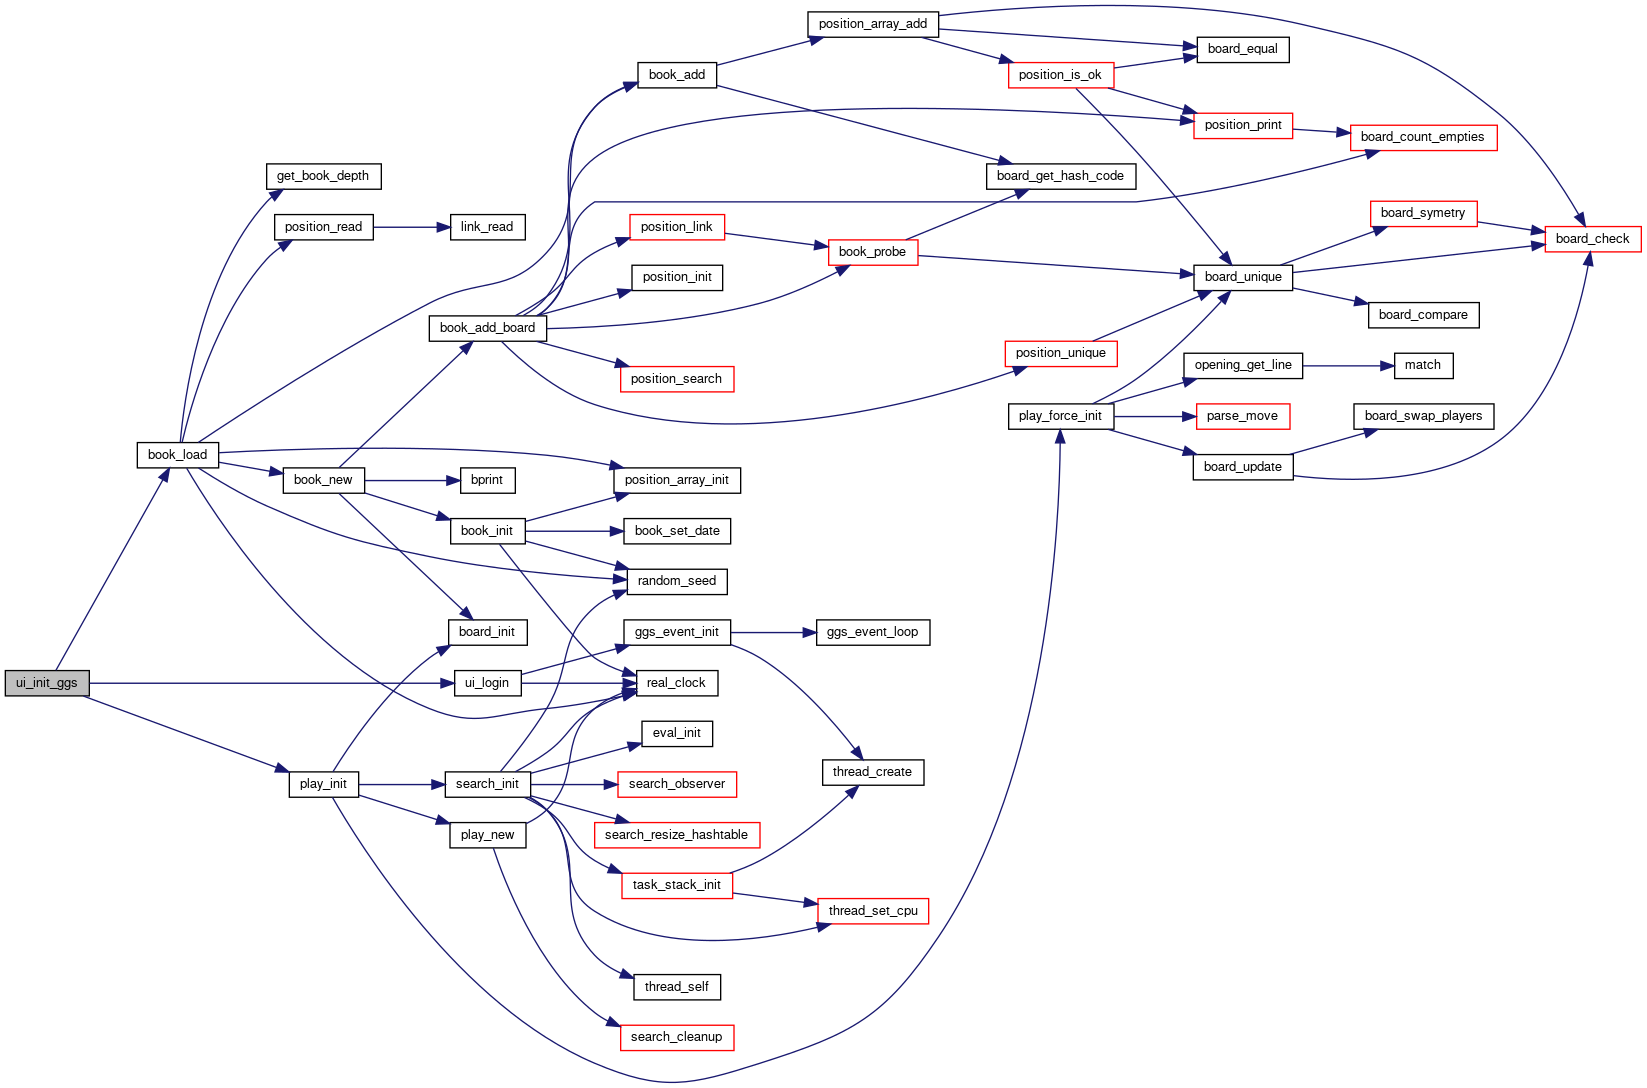 position_array_add
board_equal
book_add
position_is_ok
position_print
board_count_empties
get_book_depth
board_get_hash_code
position_read
link_read
position_link
board_symetry
book_probe
board_check
position_init
board_unique
board_compare
book_add_board
position_unique
opening_get_line
match
position_search
play_force_init
parse_move
board_swap_players
book_load
board_update
book_new
bprint
position_array_init
book_init
book_set_date
random_seed
board_init
ggs_event_init
ggs_event_loop
ui_init_ggs
ui_login
real_clock
eval_init
thread_create
play_init
search_init
search_observer
play_new
search_resize_hashtable
task_stack_init
thread_set_cpu
thread_self
search_cleanup